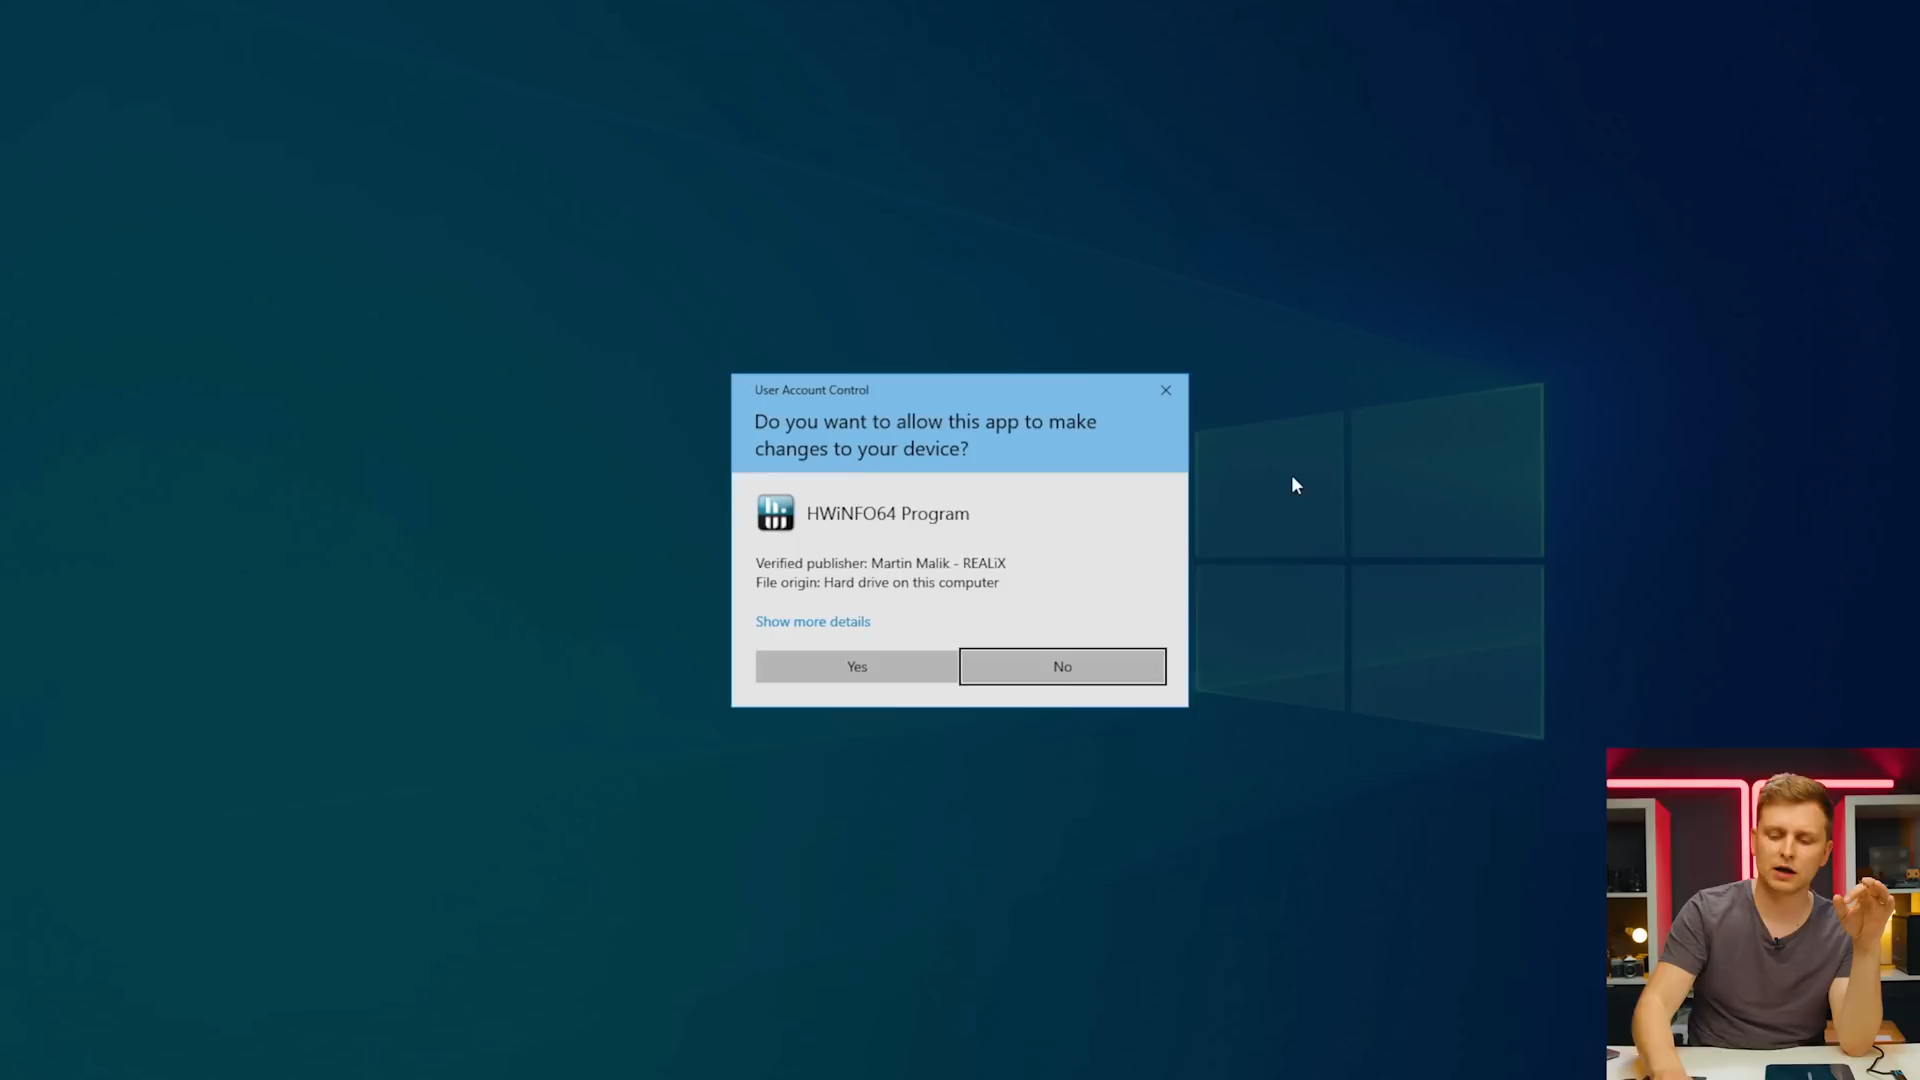 User Account Control
Do you want to allow this app to make
changes to your device?
HWiNFO64 Program
Verified publisher: Martin Malik - REALiX
File origin: Hard drive on this computer
Show more details
Yes
No